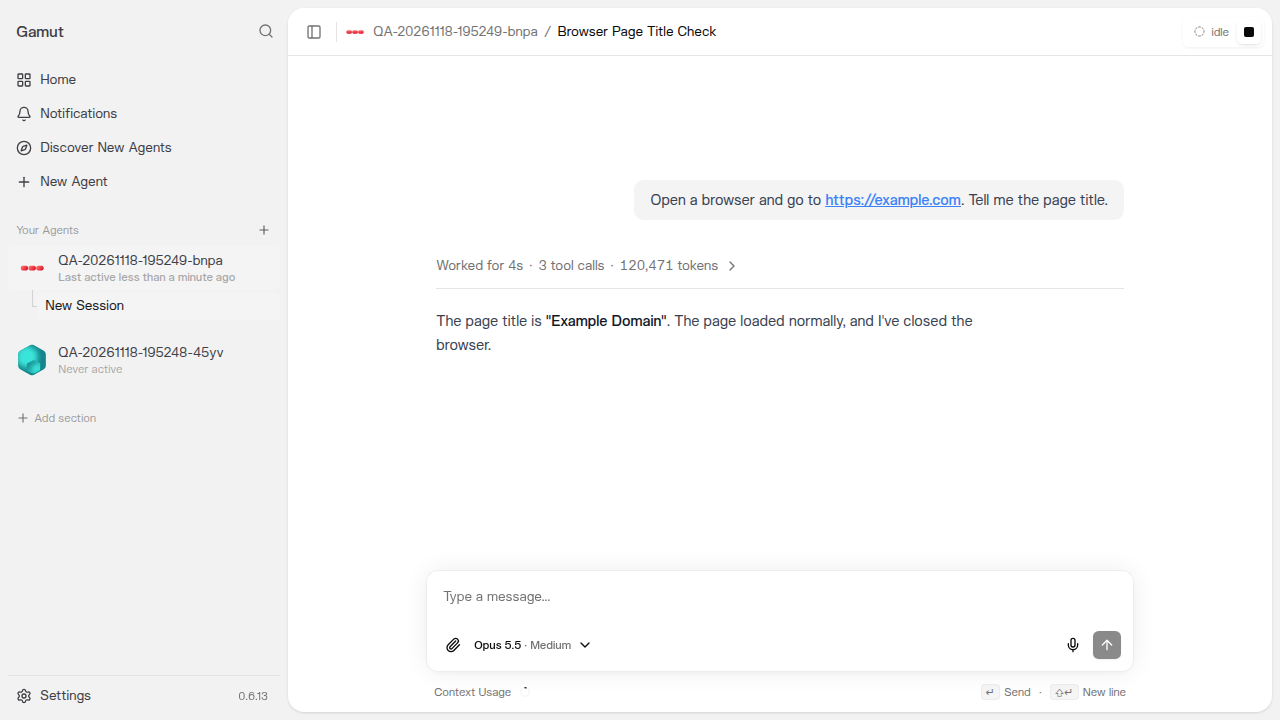 Gamut
Home
Notifications
Discover New Agents
New Agent
Your Agents
QA-20261118-195249-bnpa
Last active less than a minute ago
New Session
QA-20261118-195248-45yv
Never active
Add section
Settings
0.6.13
QA-20261118-195249-bnpa / Browser Page Title Check
idle
Open a browser and go to https://example.com. Tell me the page title.
Worked for 4s · 3 tool calls · 120,471 tokens
The page title is "Example Domain". The page loaded normally, and I've closed the
browser.
Type a message...
Opus 5.5 · Medium
Context Usage
Send · New line